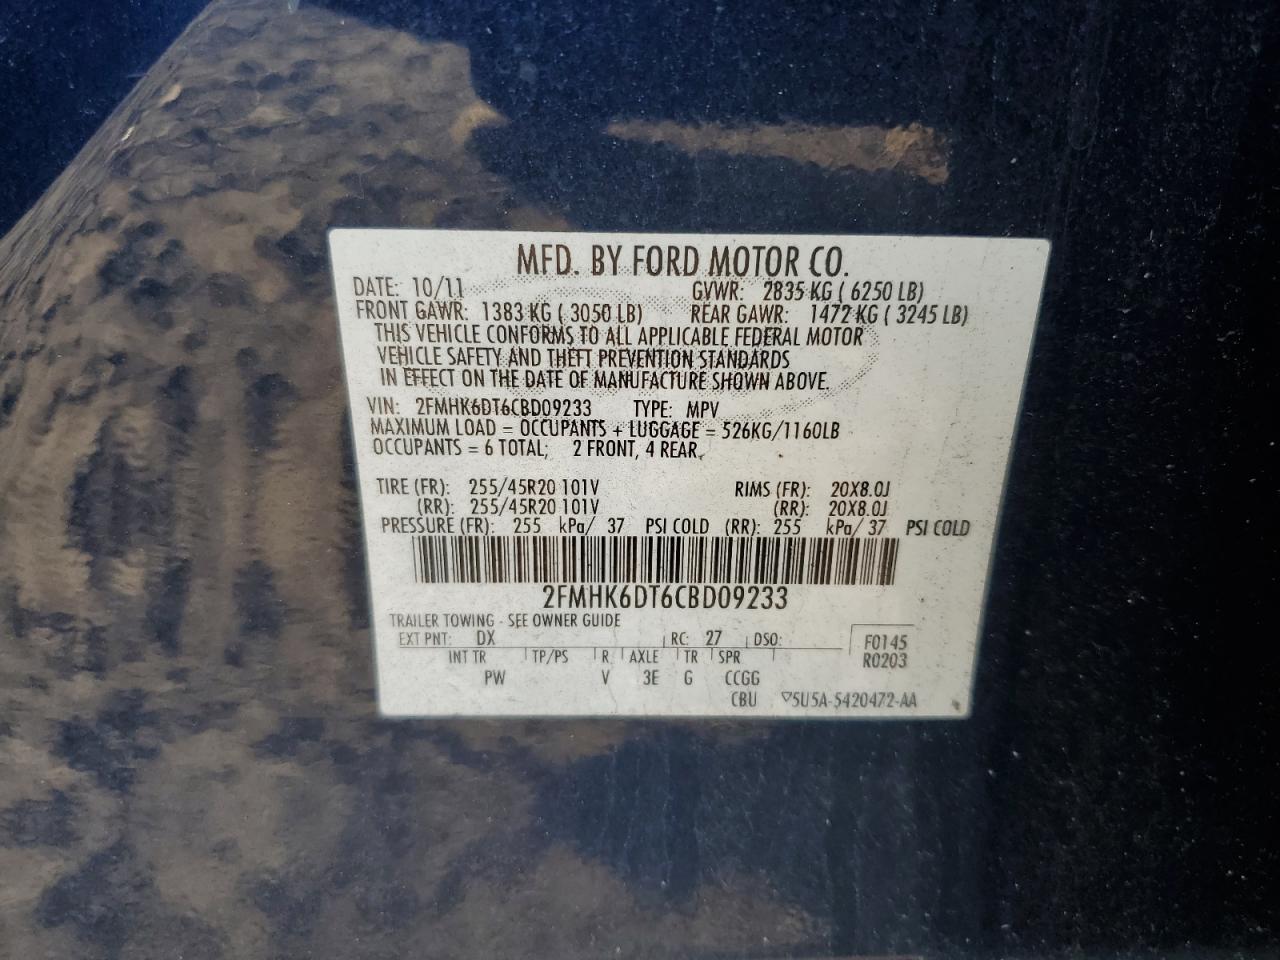 MFD. BY FORD MOTOR CO.
DATE: 10/11 GVWR: 2835 KG ( 6250 LB)
FRONT GAWR: 1383 KG ( 3050 LB) REAR GAWR: 1472 KG ( 3245 LB)
THIS VEHICLE CONFORMS TO ALL APPLICABLE FEDERAL MOTOR
VEHICLE SAFETY AND THEFT PREVENTION STANDARDS
IN EFFECT ON THE DATE OF MANUFACTURE SHOWN ABOVE.
VIN: 2FMHK6DT6CBD09233 TYPE: MPV
MAXIMUM LOAD = OCCUPANTS + LUGGAGE = 526KG/1160LB
OCCUPANTS = 6 TOTAL; 2 FRONT, 4 REAR,
TIRE (FR): 255/45R20 101V RIMS (FR): 20X8.0J
(RR): 255/45R20 101V (RR): 20X8.0J
PRESSURE (FR): 255 kPa/ 37 PSI COLD (RR): 255 kPa/ 37 PSI COLD
2FMHK6DT6CBD09233
TRAILER TOWING - SEE OWNER GUIDE
EXT PNT: DX RC: 27 DSO: F0145
INT TR TP/PS R AXLE TR SPR R0203
PW V 3E G CCGG
CBU ▽5U5A-5420472-AA